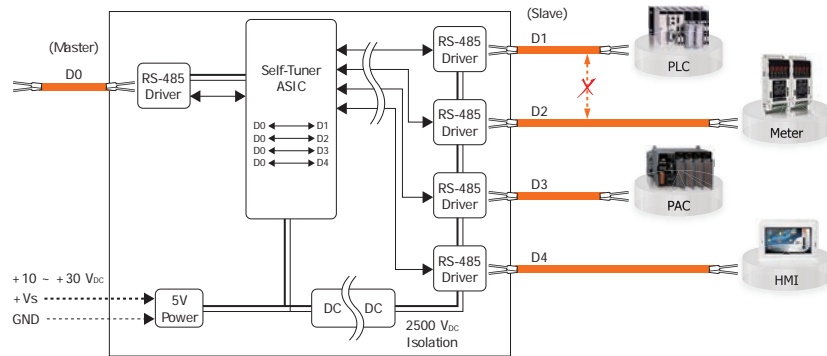 (Master)
D0
RS-485
Driver
Self-Tuner
ASIC
D0 D1
D0 D2
D0 D3
D0 D4
(Slave)
RS-485
Driver
D1
PLC
X
RS-485
Driver
D2
Meter
RS-485
Driver
D3
PAC
RS-485
Driver
D4
HMI
+10 ~ +30 VDC
+Vs
GND
5V
Power
DC DC
2500 VDC
Isolation